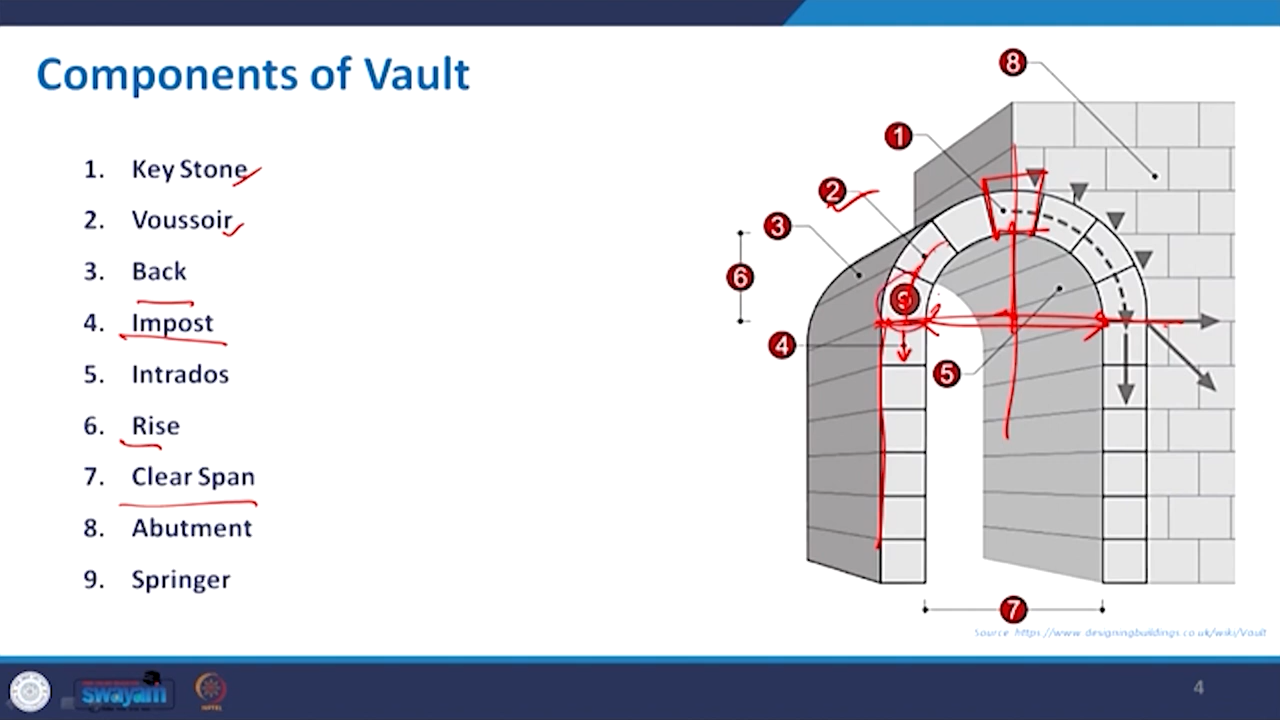 Components of Vault
1. Key Stone
2. Voussoir
3. Back
4. Impost
5. Intrados
6. Rise
7. Clear Span
8. Abutment
9. Springer
8
1
2
3
6
9
4
5
7
Source https://www.designingbuildings.co.uk/wiki/Vault
swayam
4